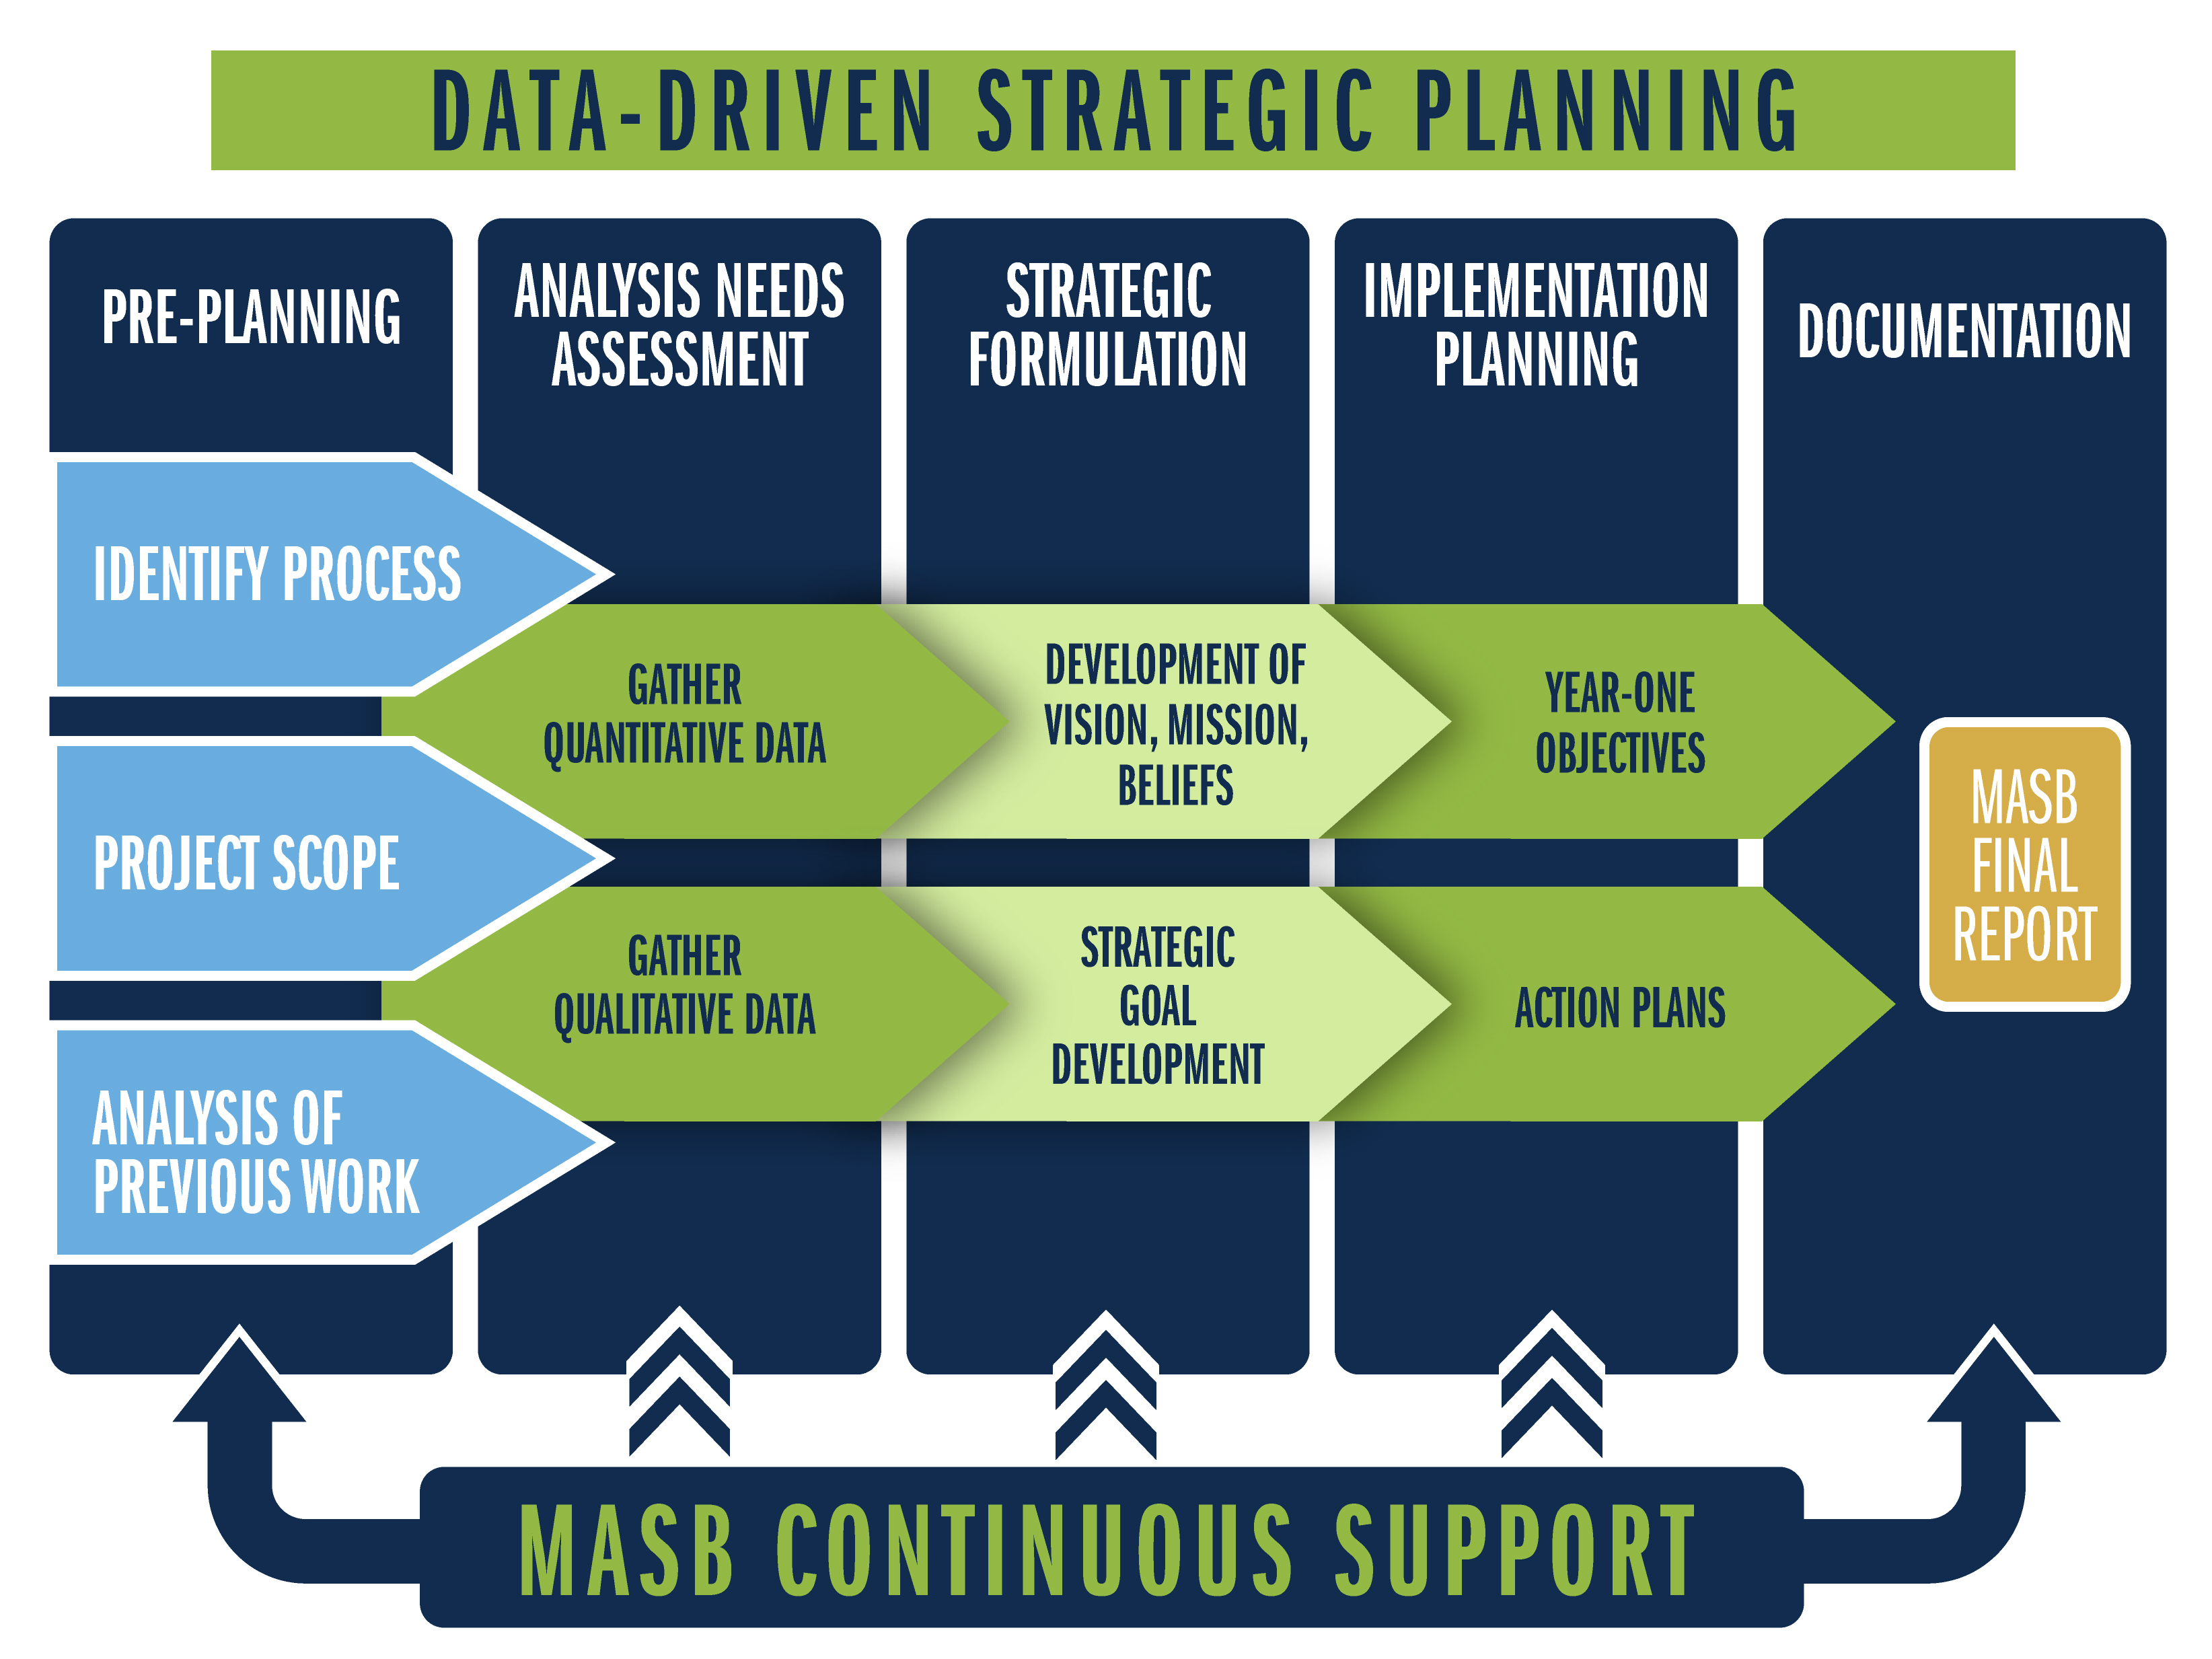 DATA-DRIVEN STRATEGIC PLANNING
PRE-PLANNING
ANALYSIS NEEDS
ASSESSMENT
STRATEGIC
FORMULATION
IMPLEMENTATION
PLANNING
DOCUMENTATION
IDENTIFY PROCESS
PROJECT SCOPE
ANALYSIS OF
PREVIOUS WORK
GATHER
QUANTITATIVE DATA
GATHER
QUALITATIVE DATA
DEVELOPMENT OF
VISION, MISSION,
BELIEFS
STRATEGIC
GOAL
DEVELOPMENT
YEAR-ONE
OBJECTIVES
ACTION PLANS
MASB
FINAL
REPORT
MASB CONTINUOUS SUPPORT